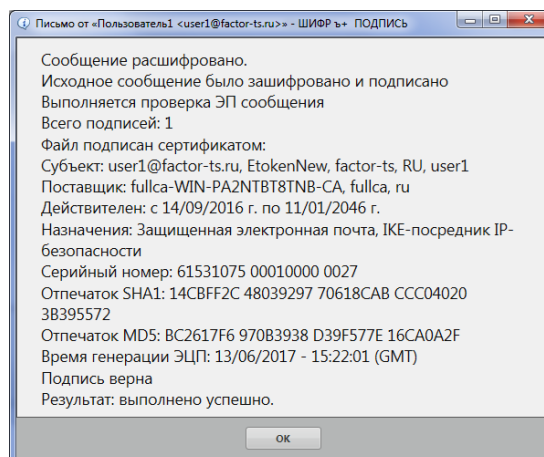 Письмо от «Пользователь1 <user1@factor-ts.ru>» - ШИФР ъ+ ПОДПИСЬ
Сообщение расшифровано.
Исходное сообщение было зашифровано и подписано
Выполняется проверка ЭП сообщения
Всего подписей: 1
Файл подписан сертификатом:
Субъект: user1@factor-ts.ru, EtokenNew, factor-ts, RU, user1
Поставщик: fullca-WIN-PA2NTBT8TNB-CA, fullca, ru
Действителен: с 14/09/2016 г. по 11/01/2046 г.
Назначения: Защищенная электронная почта, IKE-посредник IP-
безопасности
Серийный номер: 61531075 00010000 0027
Отпечаток SHA1: 14CBFF2C 48039297 70618CAB CCC04020
3B395572
Отпечаток MD5: BC2617F6 970B3938 D39F577E 16CA0A2F
Время генерации ЭЦП: 13/06/2017 - 15:22:01 (GMT)
Подпись верна
Результат: выполнено успешно.
ОК